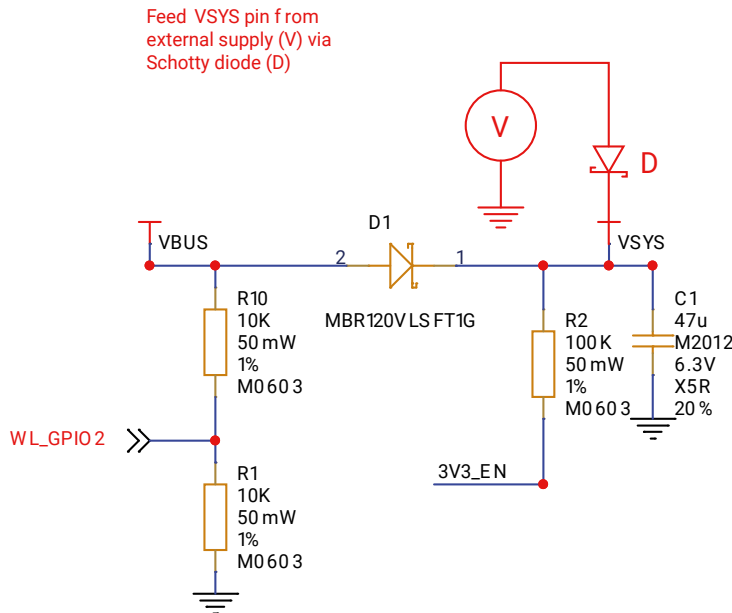 Feed VSYS pin from
external supply (V) via
Schotty diode (D)
V
D
D1
VBUS
VSYS
2
1
R10
10K
50mW
1%
M0603
MBR120VLSFT1G
R2
100K
50mW
1%
M0603
C1
47u
M2012
6.3V
X5R
20%
WL_GPIO2
3V3_EN
R1
10K
50mW
1%
M0603